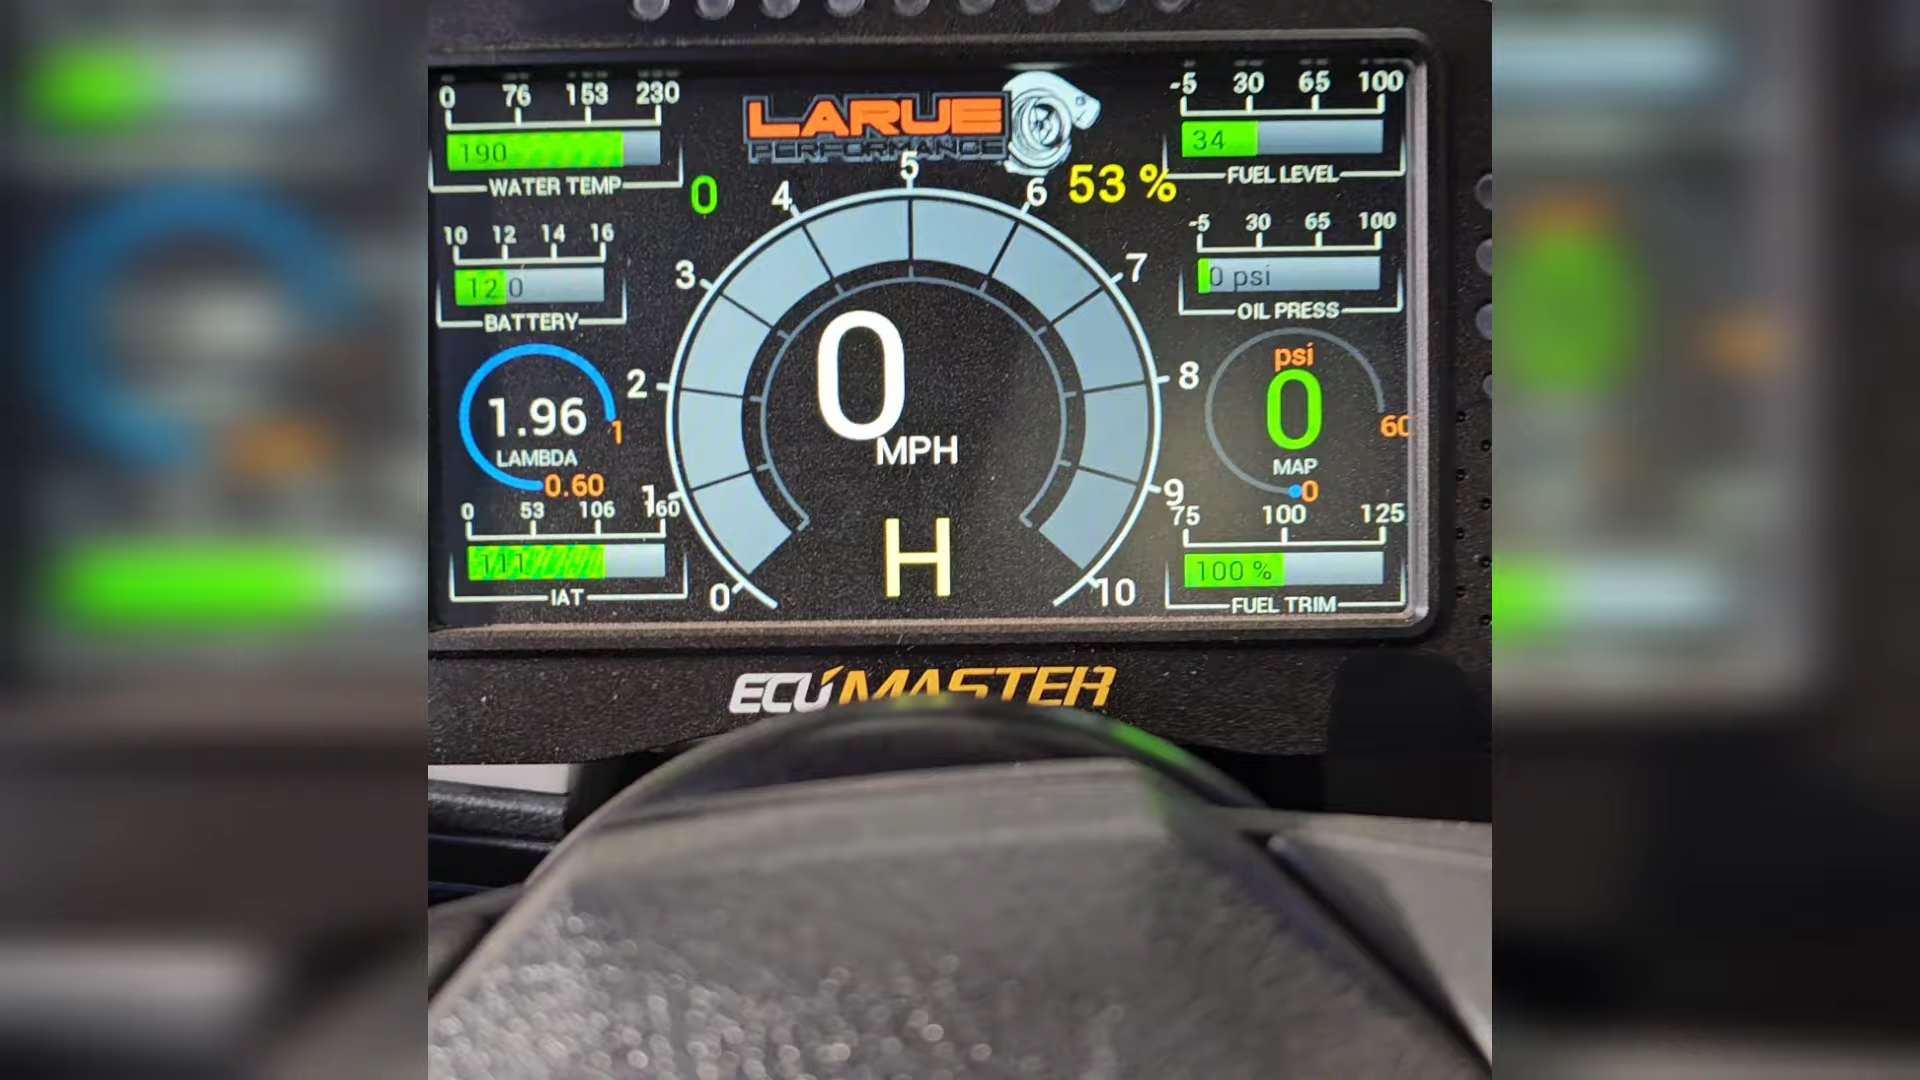 0 76 153 230
190
WATER TEMP
10 12 14 16
12.0
BATTERY
1.96
LAMBDA
1
0.60
0 53 106 160
111
IAT
LARUE
PERFORMANCE
0
53 %
0 1 2 3 4 5 6 7 8 9 10
0
MPH
H
-5 30 65 100
34
FUEL LEVEL
-5 30 65 100
0 psi
OIL PRESS
psi
0
MAP
60
0
75 100 125
100 %
FUEL TRIM
ECUMASTER